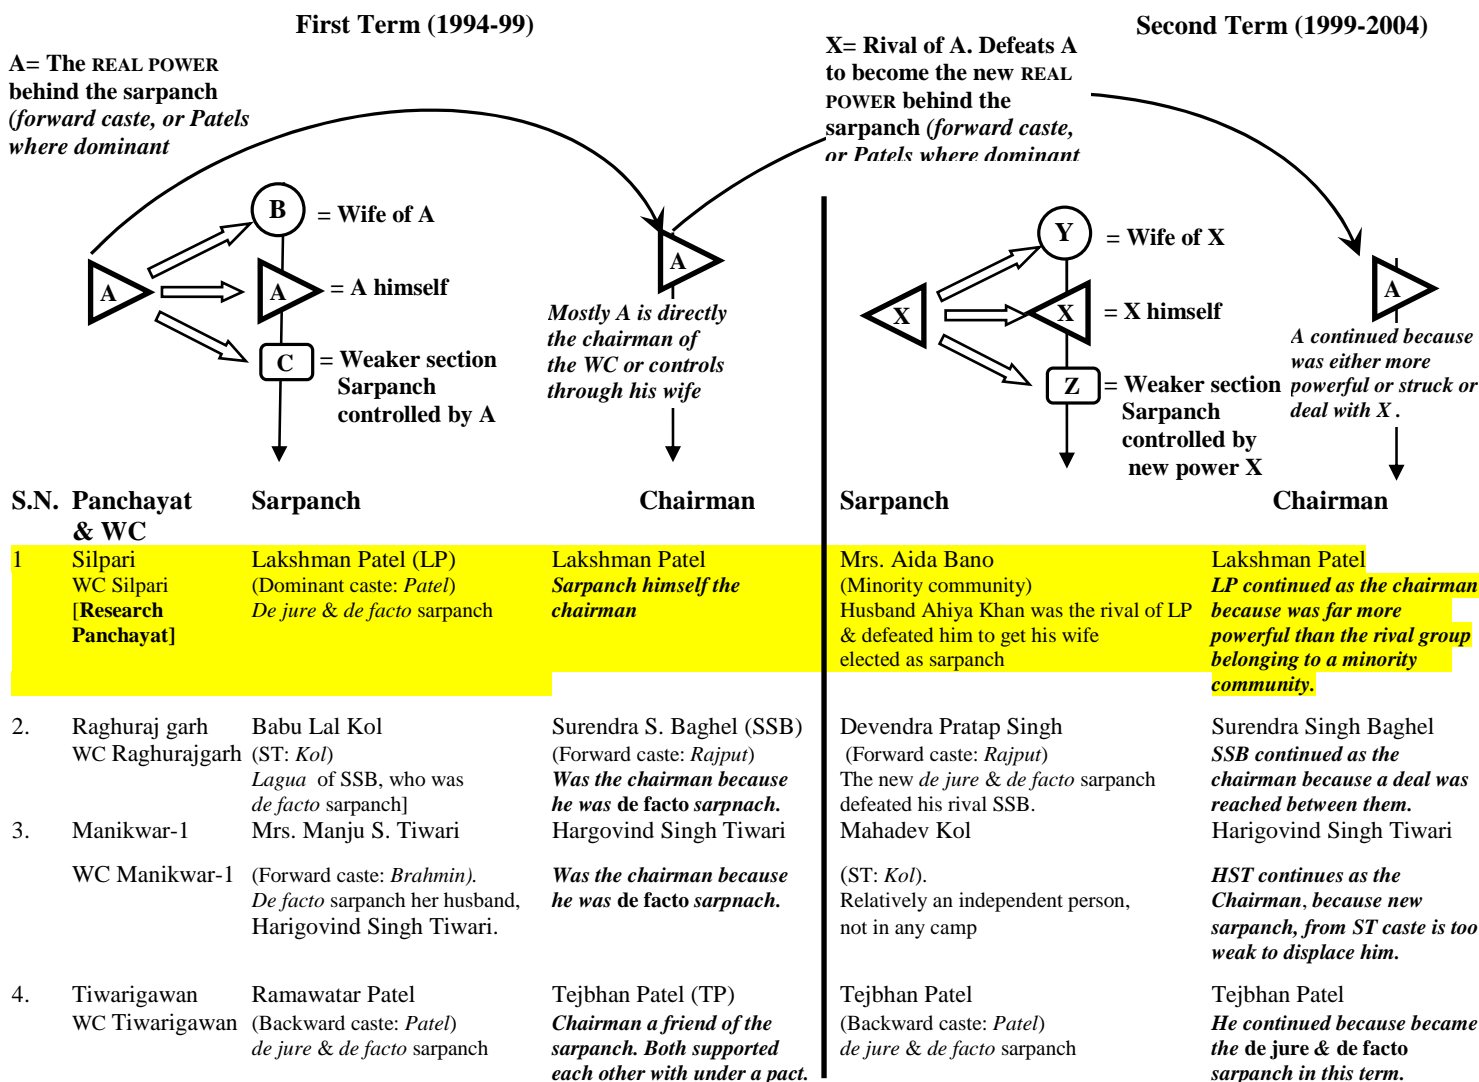 First Term (1994-99)
Second Term (1999-2004)
A= The REAL POWER
behind the sarpanch
(forward caste, or Patels
where dominant
X= Rival of A. Defeats A
to become the new REAL
POWER behind the
sarpanch (forward caste,
or Patels where dominant
B
= Wife of A
A
A
= A himself
C
= Weaker section
Sarpanch
controlled by A
A
Mostly A is directly
the chairman of
the WC or controls
through his wife
Y
= Wife of X
X
X
= X himself
Z
= Weaker section
Sarpanch
controlled by
new power X
A
A continued because
was either more
powerful or struck or
deal with X .
S.N. Panchayat Sarpanch Chairman Sarpanch Chairman
& WC
1 Silpari Lakshman Patel (LP) Lakshman Patel Mrs. Aida Bano Lakshman Patel
WC Silpari (Dominant caste: Patel) Sarpanch himself the (Minority community) LP continued as the chairman
[Research De jure & de facto sarpanch chairman Husband Ahiya Khan was the rival of LP because was far more
Panchayat] & defeated him to get his wife powerful than the rival group
elected as sarpanch belonging to a minority
community.
2. Raghuraj garh Babu Lal Kol Surendra S. Baghel (SSB) Devendra Pratap Singh Surendra Singh Baghel
WC Raghurajgarh (ST: Kol) (Forward caste: Rajput) (Forward caste: Rajput) SSB continued as the
Lagua of SSB, who was Was the chairman because The new de jure & de facto sarpanch chairman because a deal was
de facto sarpanch] he was de facto sarpnach. defeated his rival SSB. reached between them.
3. Manikwar-1 Mrs. Manju S. Tiwari Hargovind Singh Tiwari Mahadev Kol Harigovind Singh Tiwari
WC Manikwar-1 (Forward caste: Brahmin). Was the chairman because (ST: Kol). HST continues as the
De facto sarpanch her husband, he was de facto sarpnach. Relatively an independent person, Chairman, because new
Harigovind Singh Tiwari. not in any camp sarpanch, from ST caste is too
weak to displace him.
4. Tiwarigawan Ramawatar Patel Tejbhan Patel (TP) Tejbhan Patel Tejbhan Patel
WC Tiwarigawan (Backward caste: Patel) Chairman a friend of the (Backward caste: Patel) He continued because became
de jure & de facto sarpanch sarpanch. Both supported de jure & de facto sarpanch the de jure & de facto
each other with under a pact. sarpanch in this term.